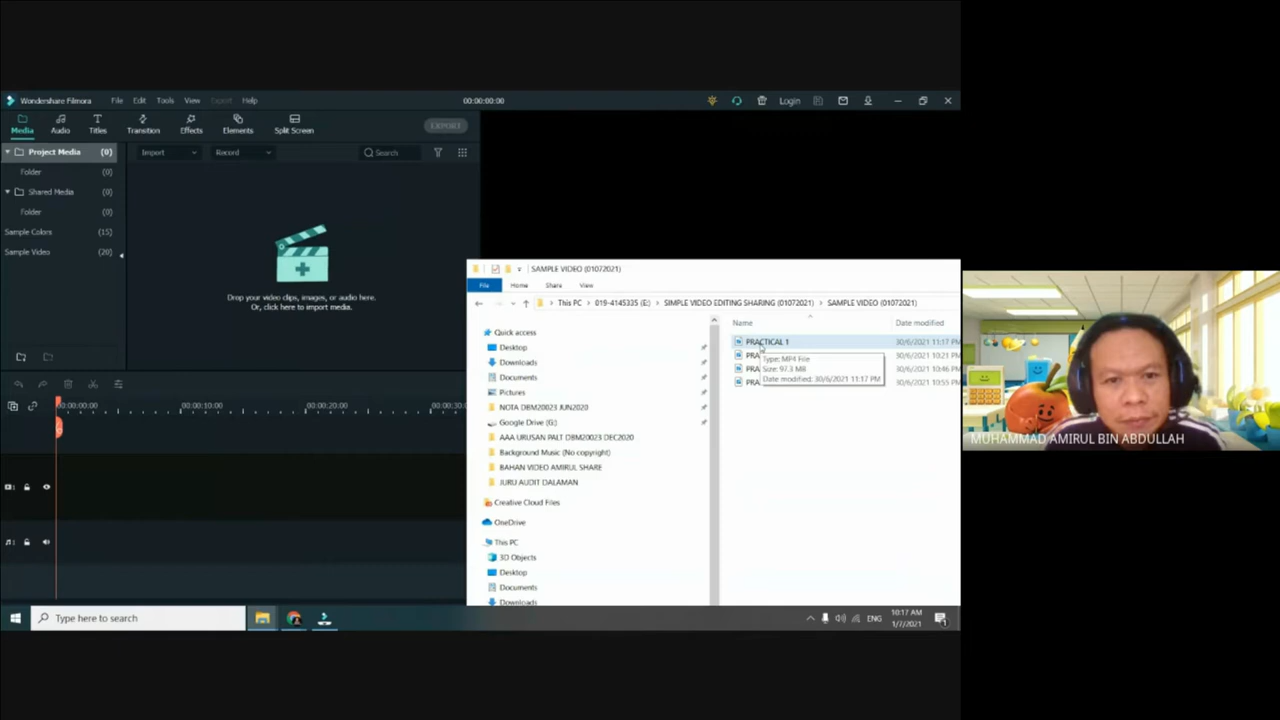 Wondershare Filmora File Edit Tools View Export Help 00:00:00:00 Login
Media Audio Titles Transition Effects Elements Split Screen EXPORT
Project Media (0) Import Record Search
Folder (0)
Shared Media (0)
Folder (0)
Sample Colors (15)
Sample Video (20)
Drop your video clips, images, or audio here.
Or, click here to import media.
00:00:00:00 00:00:10:00 00:00:20:00 00:00:30:0
SAMPLE VIDEO (01072021)
File Home Share View
This PC > 019-4145335 (E:) > SIMPLE VIDEO EDITING SHARING (01072021) > SAMPLE VIDEO (01072021)
Name Date modified
Quick access
Desktop
Downloads
Documents
Pictures
NOTA DBM20023 JUN2020
Google Drive (G:)
AAA URUSAN PALT DBM20023 DEC2020
Background Music (No copyright)
BAHAN VIDEO AMIRUL SHARE
JURU AUDIT DALAMAN
Creative Cloud Files
OneDrive
This PC
3D Objects
Desktop
Documents
Downloads
PRACTICAL 1 30/6/2021 11:17 PM
PRA 30/6/2021 10:21 PM
PRA 30/6/2021 10:46 PM
PRA 30/6/2021 10:55 PM
Type: MP4 File
Size: 97.3 MB
Date modified: 30/6/2021 11:17 PM
MUHAMMAD AMIRUL BIN ABDULLAH
Type here to search
ENG
10:17 AM
1/7/2021